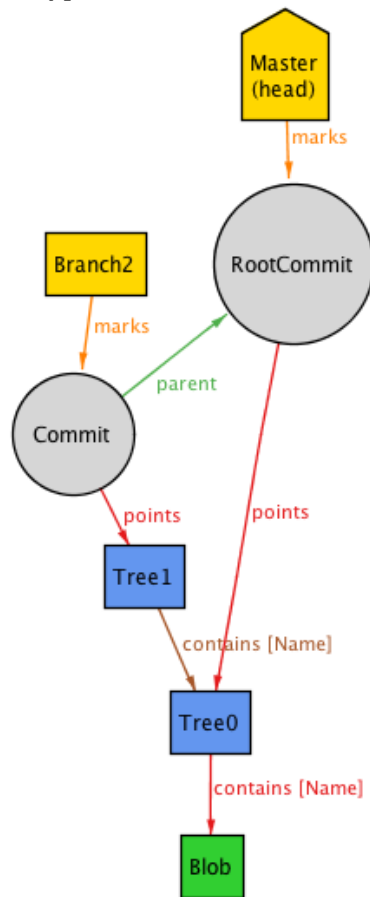 Master
(head)
marks
RootCommit
Branch2
marks
parent
Commit
points
points
Tree1
contains [Name]
Tree0
contains [Name]
Blob